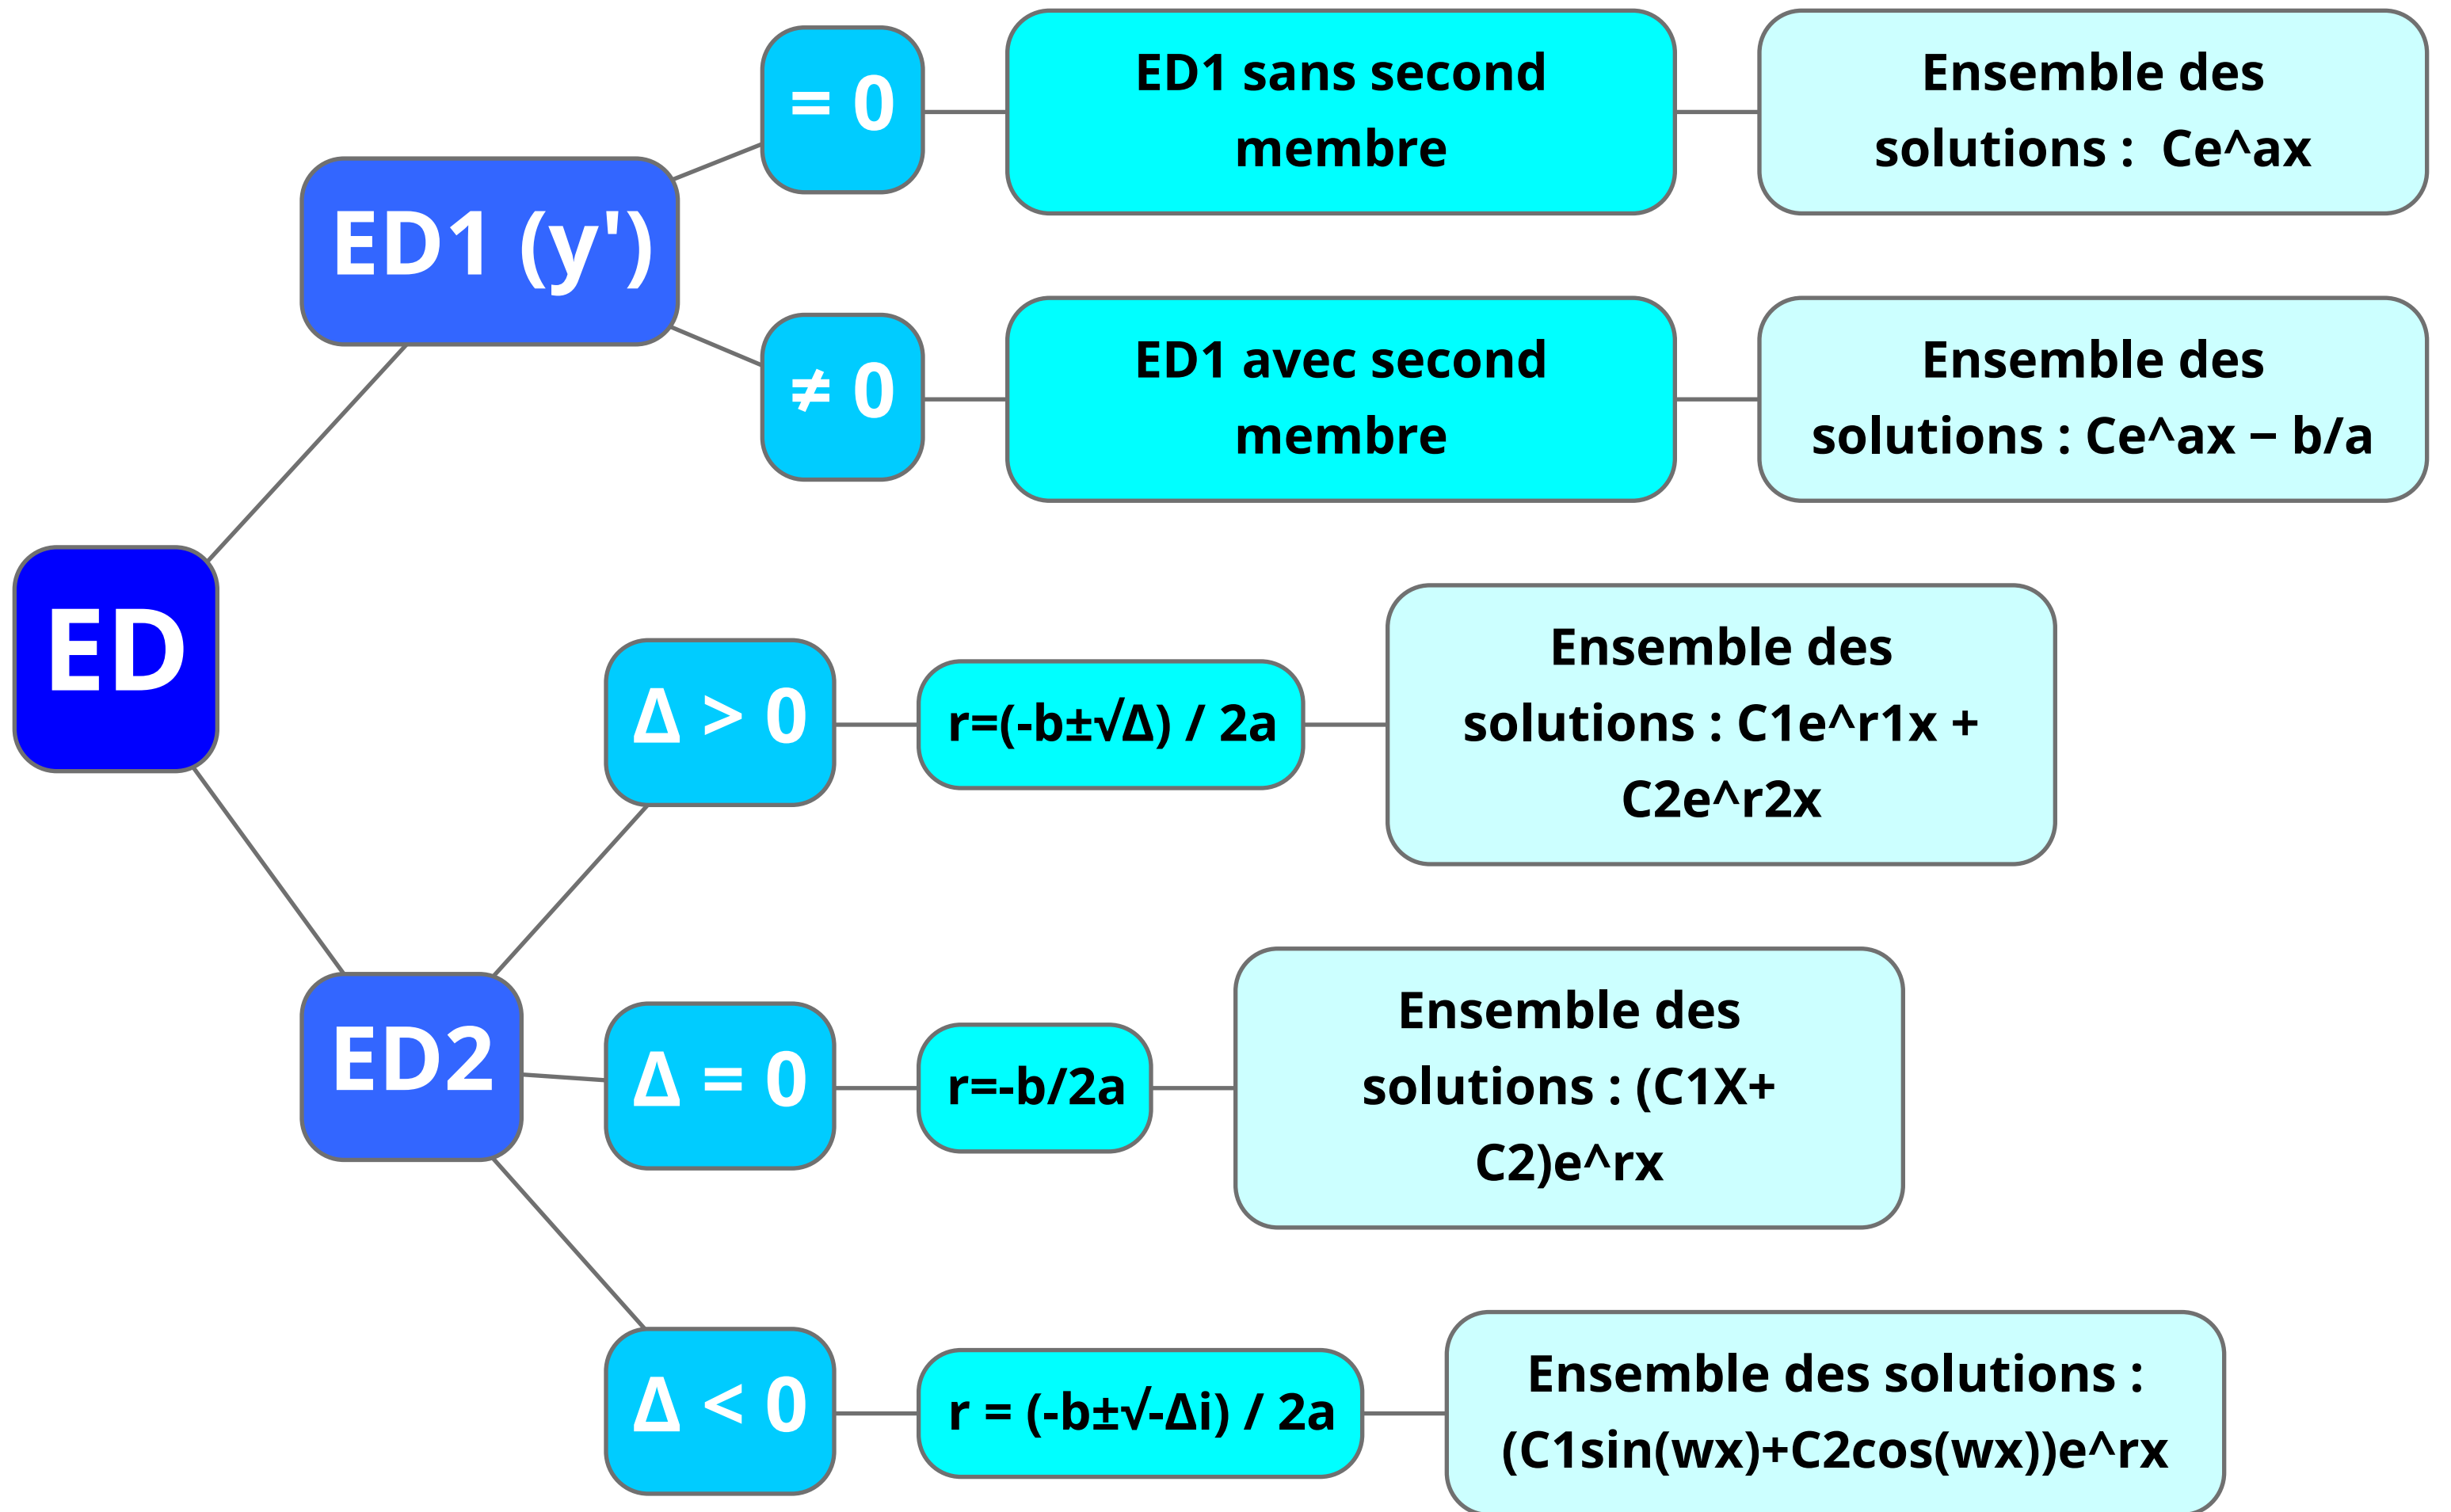 ED
ED1 (y')
= 0
ED1 sans second
membre
Ensemble des
solutions :  Ce^ax
≠ 0
ED1 avec second
membre
Ensemble des
solutions : Ce^ax − b/a
ED2
Δ > 0
r=(-b±√Δ) / 2a
Ensemble des
solutions : C1e^r1x +
C2e^r2x
Δ = 0
r=-b/2a
Ensemble des
solutions : (C1X+
C2)e^rx
Δ < 0
r = (-b±√-Δi) / 2a
Ensemble des solutions :
(C1sin(wx)+C2cos(wx))e^rx